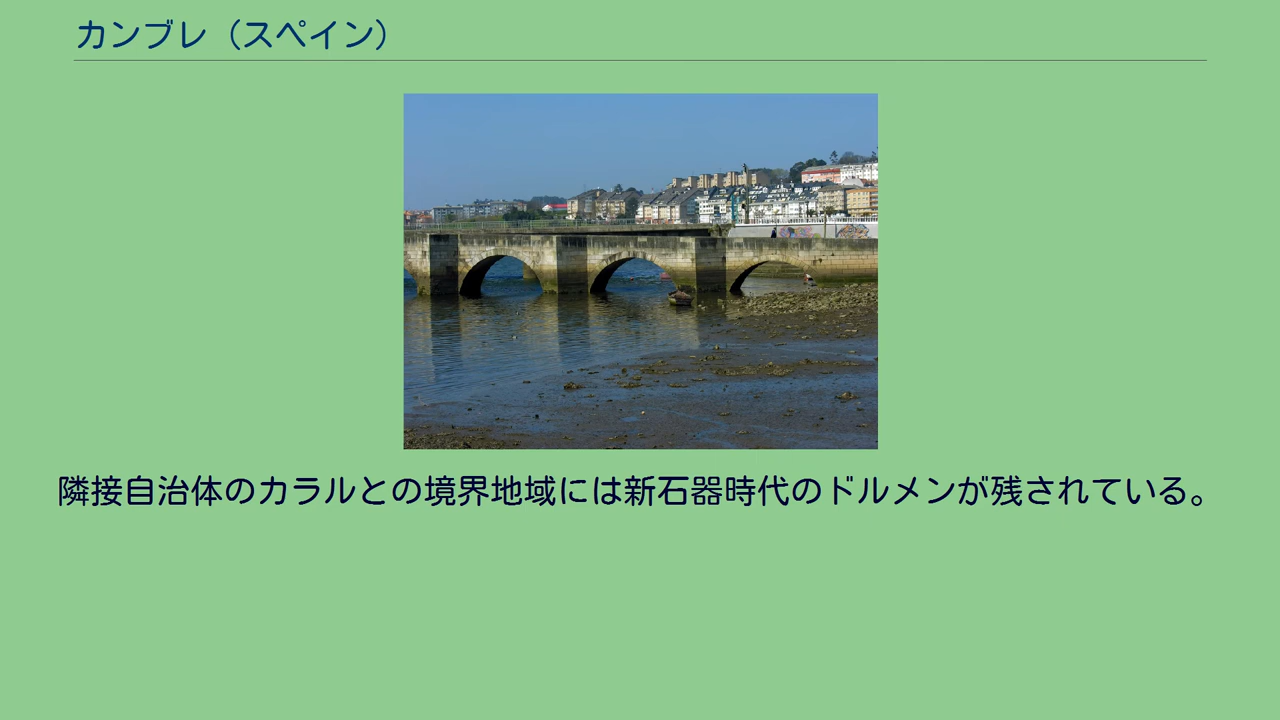 カンブレ（スペイン）
隣接自治体のカラルとの境界地域には新石器時代のドルメンが残されている。